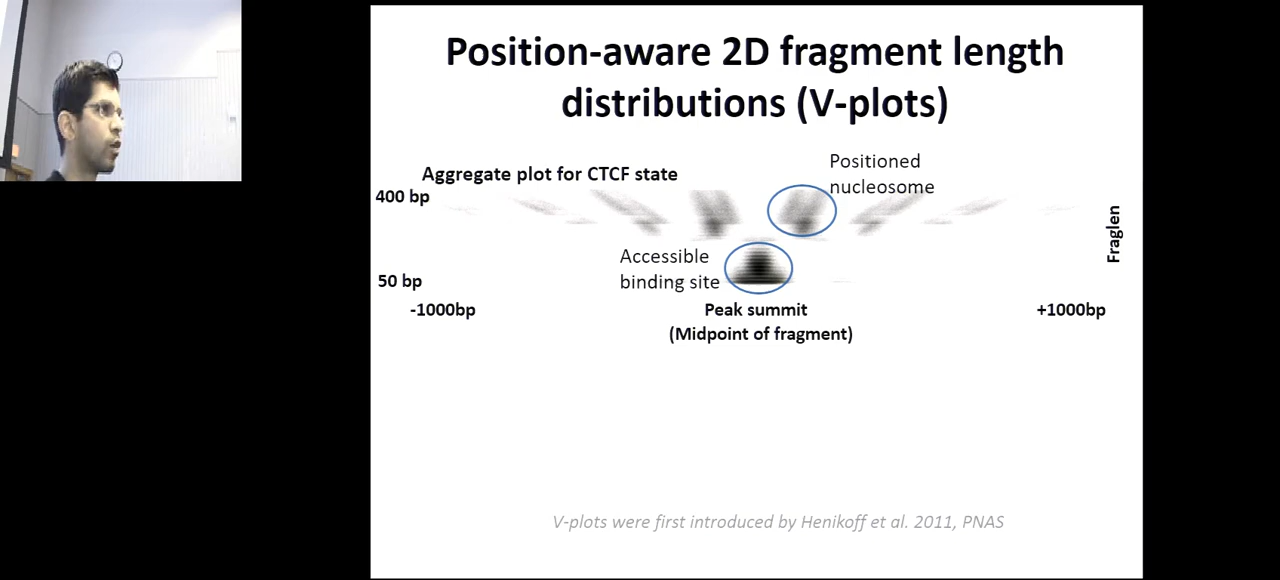 Position-aware 2D fragment length
distributions (V-plots)
Aggregate plot for CTCF state
Positioned
nucleosome
400 bp
Fraglen
Accessible
binding site
50 bp
-1000bp
Peak summit
(Midpoint of fragment)
+1000bp
V-plots were first introduced by Henikoff et al. 2011, PNAS